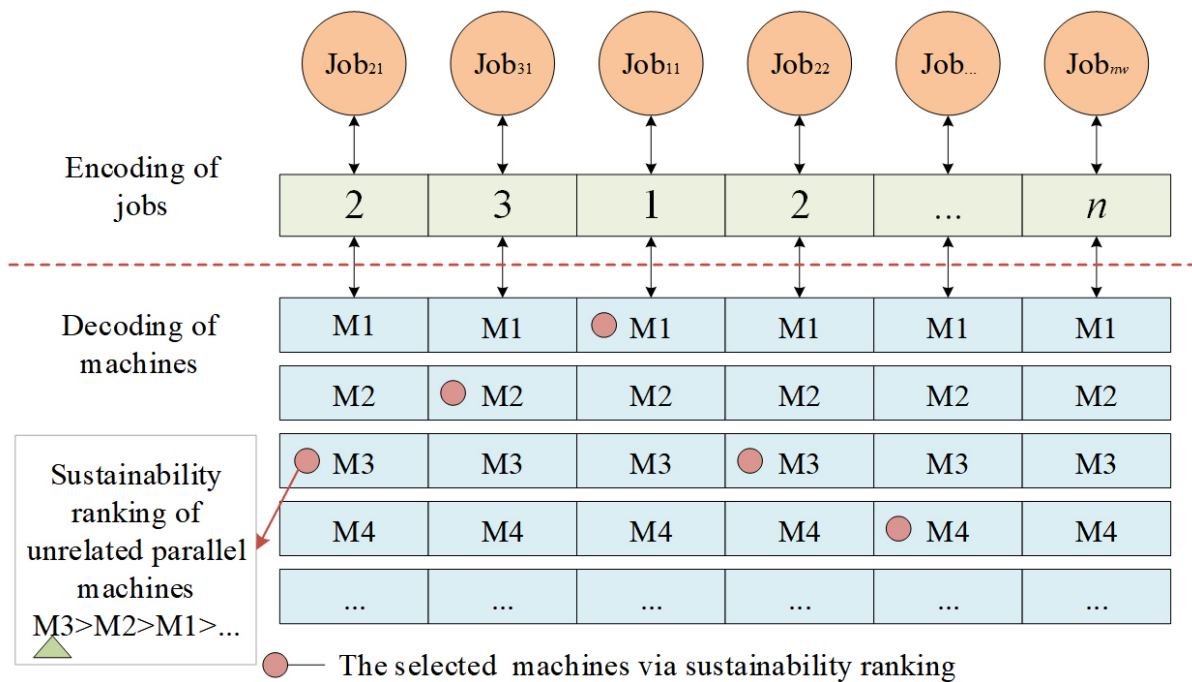 Job21 Job31 Job11 Job22 Job... Jobnw
Encoding of
jobs
2 3 1 2 ... n
Decoding of
machines
M1 M1 M1 M1 M1 M1
M2 M2 M2 M2 M2 M2
M3 M3 M3 M3 M3 M3
M4 M4 M4 M4 M4 M4
... ... ... ... ... ...
Sustainability
ranking of
unrelated parallel
machines
M3>M2>M1>...
The selected machines via sustainability ranking